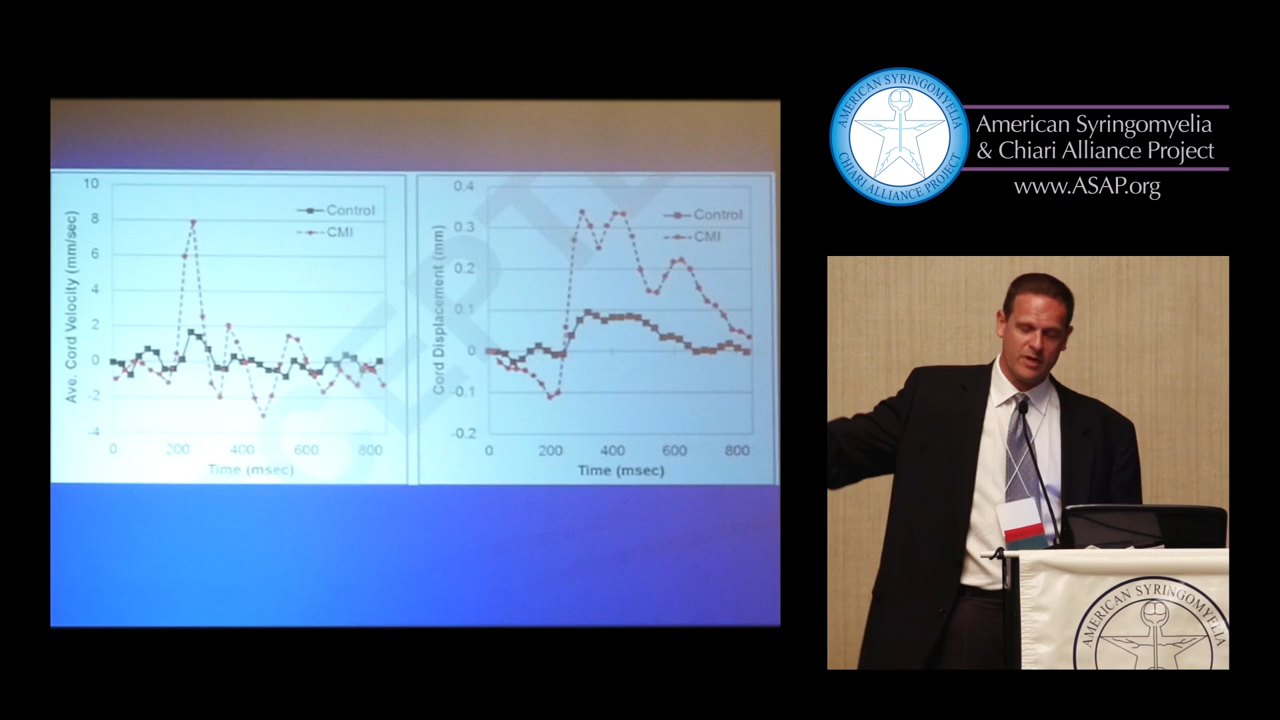 10
8
6
4
2
0
-2
-4
0
200
400
600
800
Ave. Cord Velocity (mm/sec)
Time (msec)
Control
CMI
0.4
0.3
0.2
0.1
0
-0.1
-0.2
0
200
400
600
800
Cord Displacement (mm)
Time (msec)
Control
CMI
CEPTE
AMERICAN SYRINGOMYELIA
CHIARI ALLIANCE PROJECT
American Syringomyelia
& Chiari Alliance Project
www.ASAP.org
AMERICAN SYRINGOMYELIA